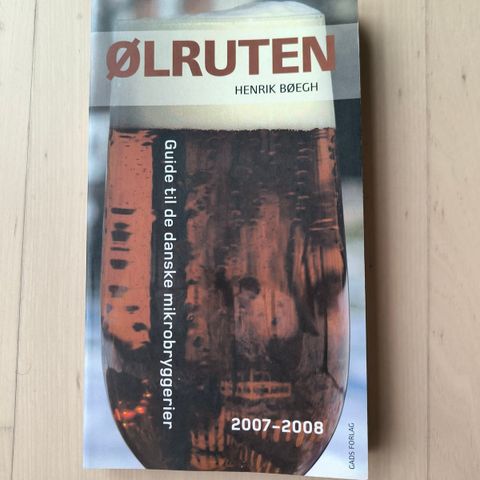 ØLRUTEN
HENRIK BØEGH
Guide til de danske mikrobryggerier
2007-2008
GADS FORLAG